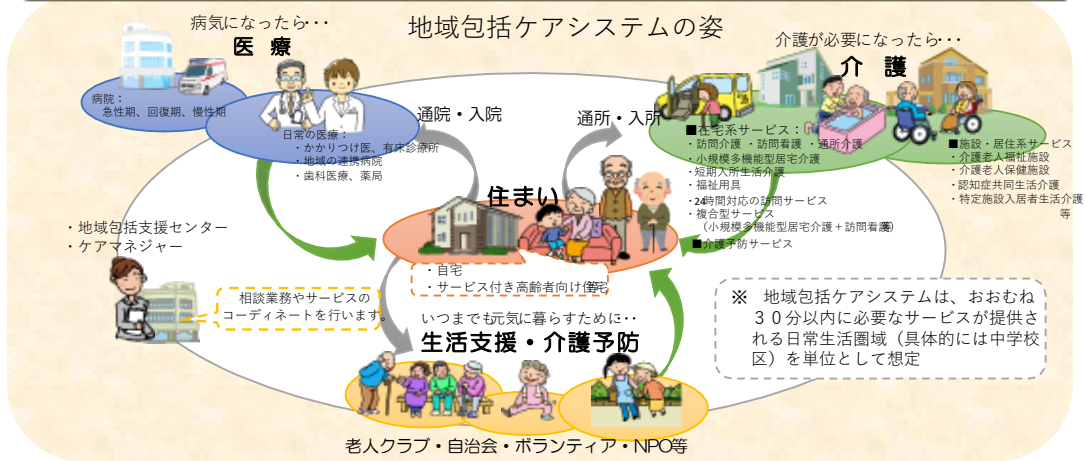 地域包括ケアシステムの姿
病気になったら･･･
医 療
病院：
急性期、回復期、慢性期
日常の医療：
・かかりつけ医、有床診療所
・地域の連携病院
・歯科医療、薬局
通院・入院
通所・入所
介護が必要になったら･･･
介 護
■在宅系サービス：
・訪問介護 ・訪問看護 ・通所介護
・小規模多機能型居宅介護
・短期入所生活介護
・福祉用具
・24時間対応の訪問サービス
・複合型サービス
（小規模多機能型居宅介護＋訪問看護）等
■介護予防サービス
■施設・居住系サービス
・介護老人福祉施設
・介護老人保健施設
・認知症共同生活介護
・特定施設入居者生活介護
等
住まい
・自宅
・サービス付き高齢者向け住宅等
・地域包括支援センター
・ケアマネジャー
相談業務やサービスの
コーディネートを行います。
いつまでも元気に暮らすために･･･
生活支援・介護予防
老人クラブ・自治会・ボランティア・NPO等
※ 地域包括ケアシステムは、おおむね
３０分以内に必要なサービスが提供さ
れる日常生活圏域（具体的には中学校
区）を単位として想定